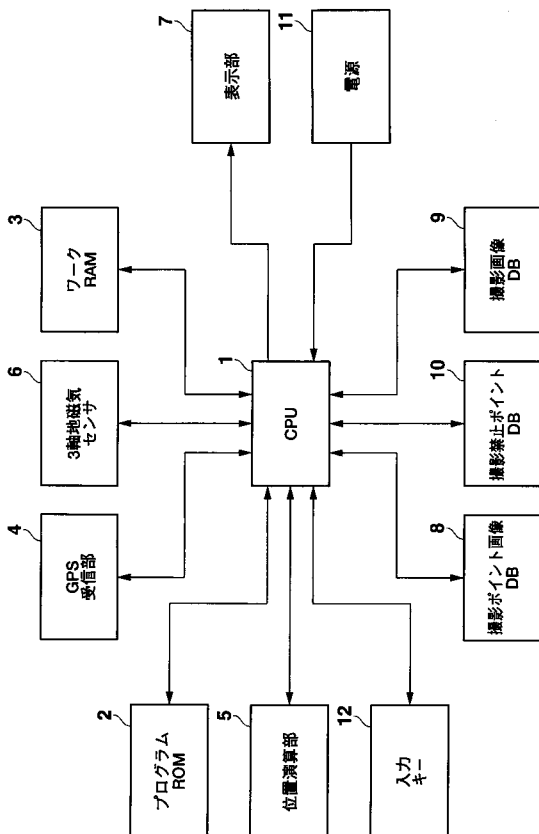 4
GPS
受信部
6
3軸地磁気
センサ
3
ワーク
RAM
2
プログラム
ROM
7
表示部
5
位置演算部
1
CPU
11
電源
12
入力
キー
8
撮影ポイント画像
DB
10
撮影禁止ポイント
DB
9
撮影画像
DB